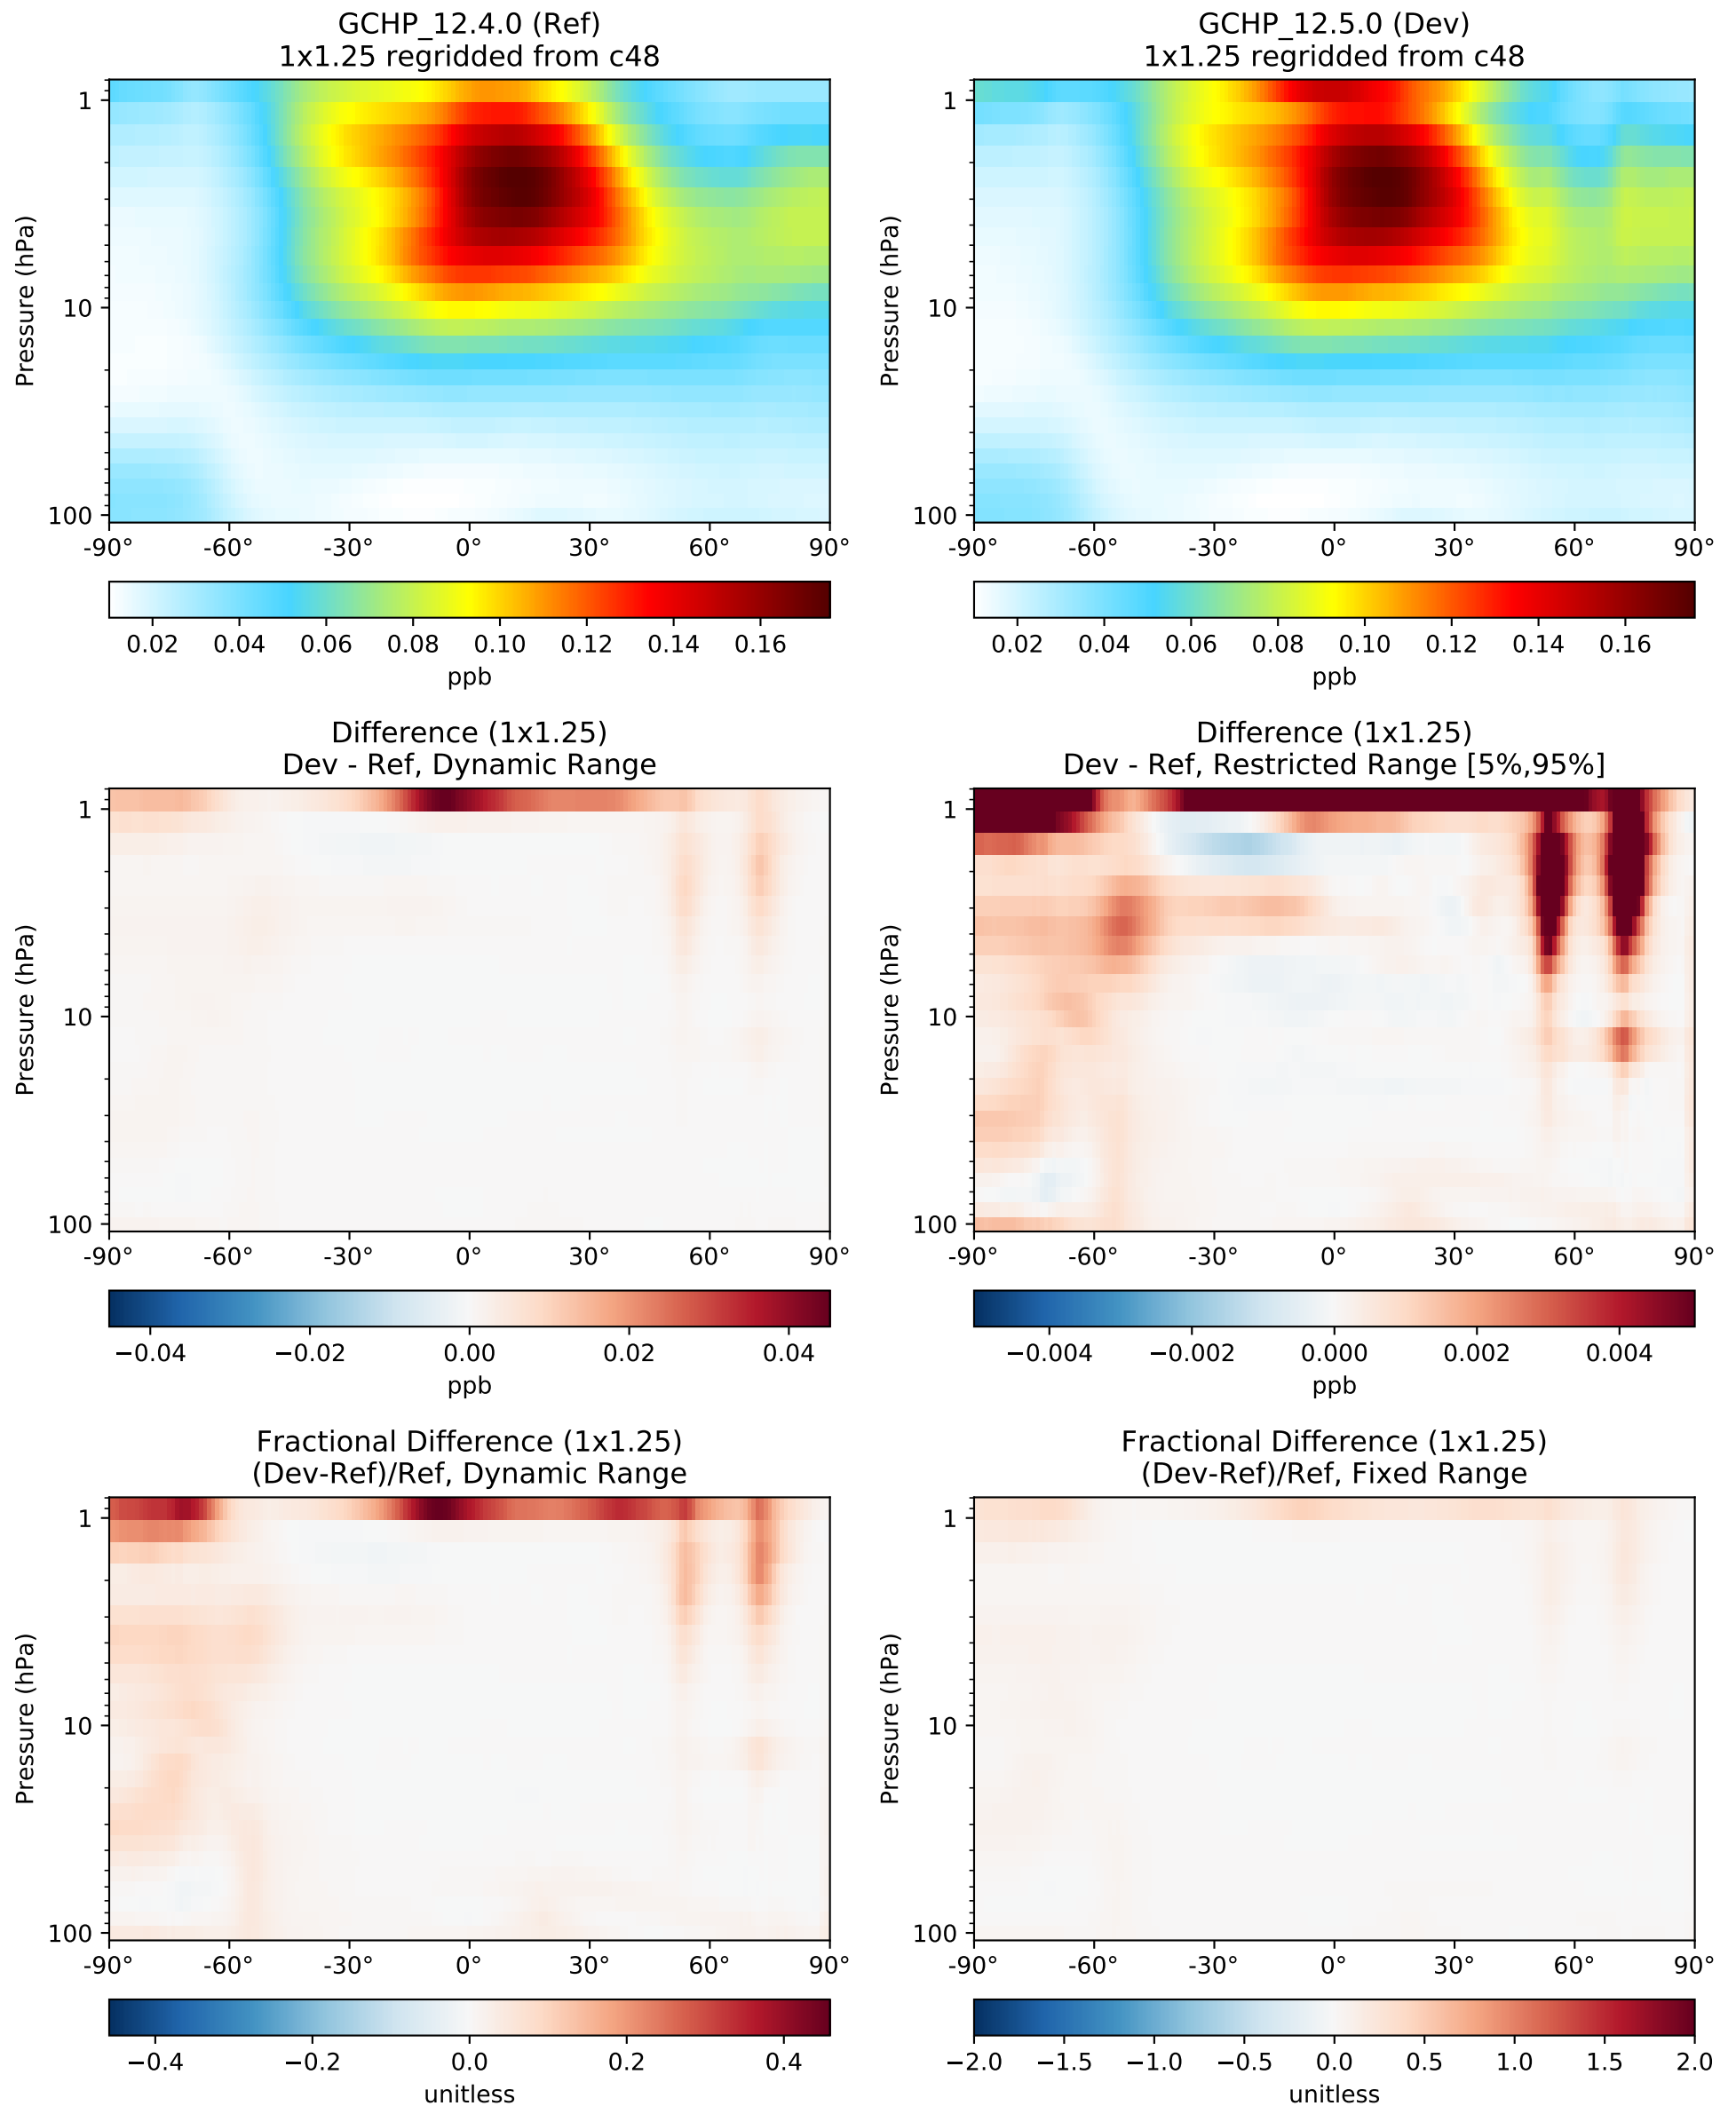 GCHP_12.4.0 (Ref)
1x1.25 regridded from c48
Pressure (hPa)
1
10
100
-90° -60° -30° 0° 30° 60° 90°
0.02 0.04 0.06 0.08 0.10 0.12 0.14 0.16
ppb
GCHP_12.5.0 (Dev)
1x1.25 regridded from c48
Pressure (hPa)
1
10
100
-90° -60° -30° 0° 30° 60° 90°
0.02 0.04 0.06 0.08 0.10 0.12 0.14 0.16
ppb
Difference (1x1.25)
Dev - Ref, Dynamic Range
Pressure (hPa)
1
10
100
-90° -60° -30° 0° 30° 60° 90°
−0.04 −0.02 0.00 0.02 0.04
ppb
Difference (1x1.25)
Dev - Ref, Restricted Range [5%,95%]
Pressure (hPa)
1
10
100
-90° -60° -30° 0° 30° 60° 90°
−0.004 −0.002 0.000 0.002 0.004
ppb
Fractional Difference (1x1.25)
(Dev-Ref)/Ref, Dynamic Range
Pressure (hPa)
1
10
100
-90° -60° -30° 0° 30° 60° 90°
−0.4 −0.2 0.0 0.2 0.4
unitless
Fractional Difference (1x1.25)
(Dev-Ref)/Ref, Fixed Range
Pressure (hPa)
1
10
100
-90° -60° -30° 0° 30° 60° 90°
−2.0 −1.5 −1.0 −0.5 0.0 0.5 1.0 1.5 2.0
unitless